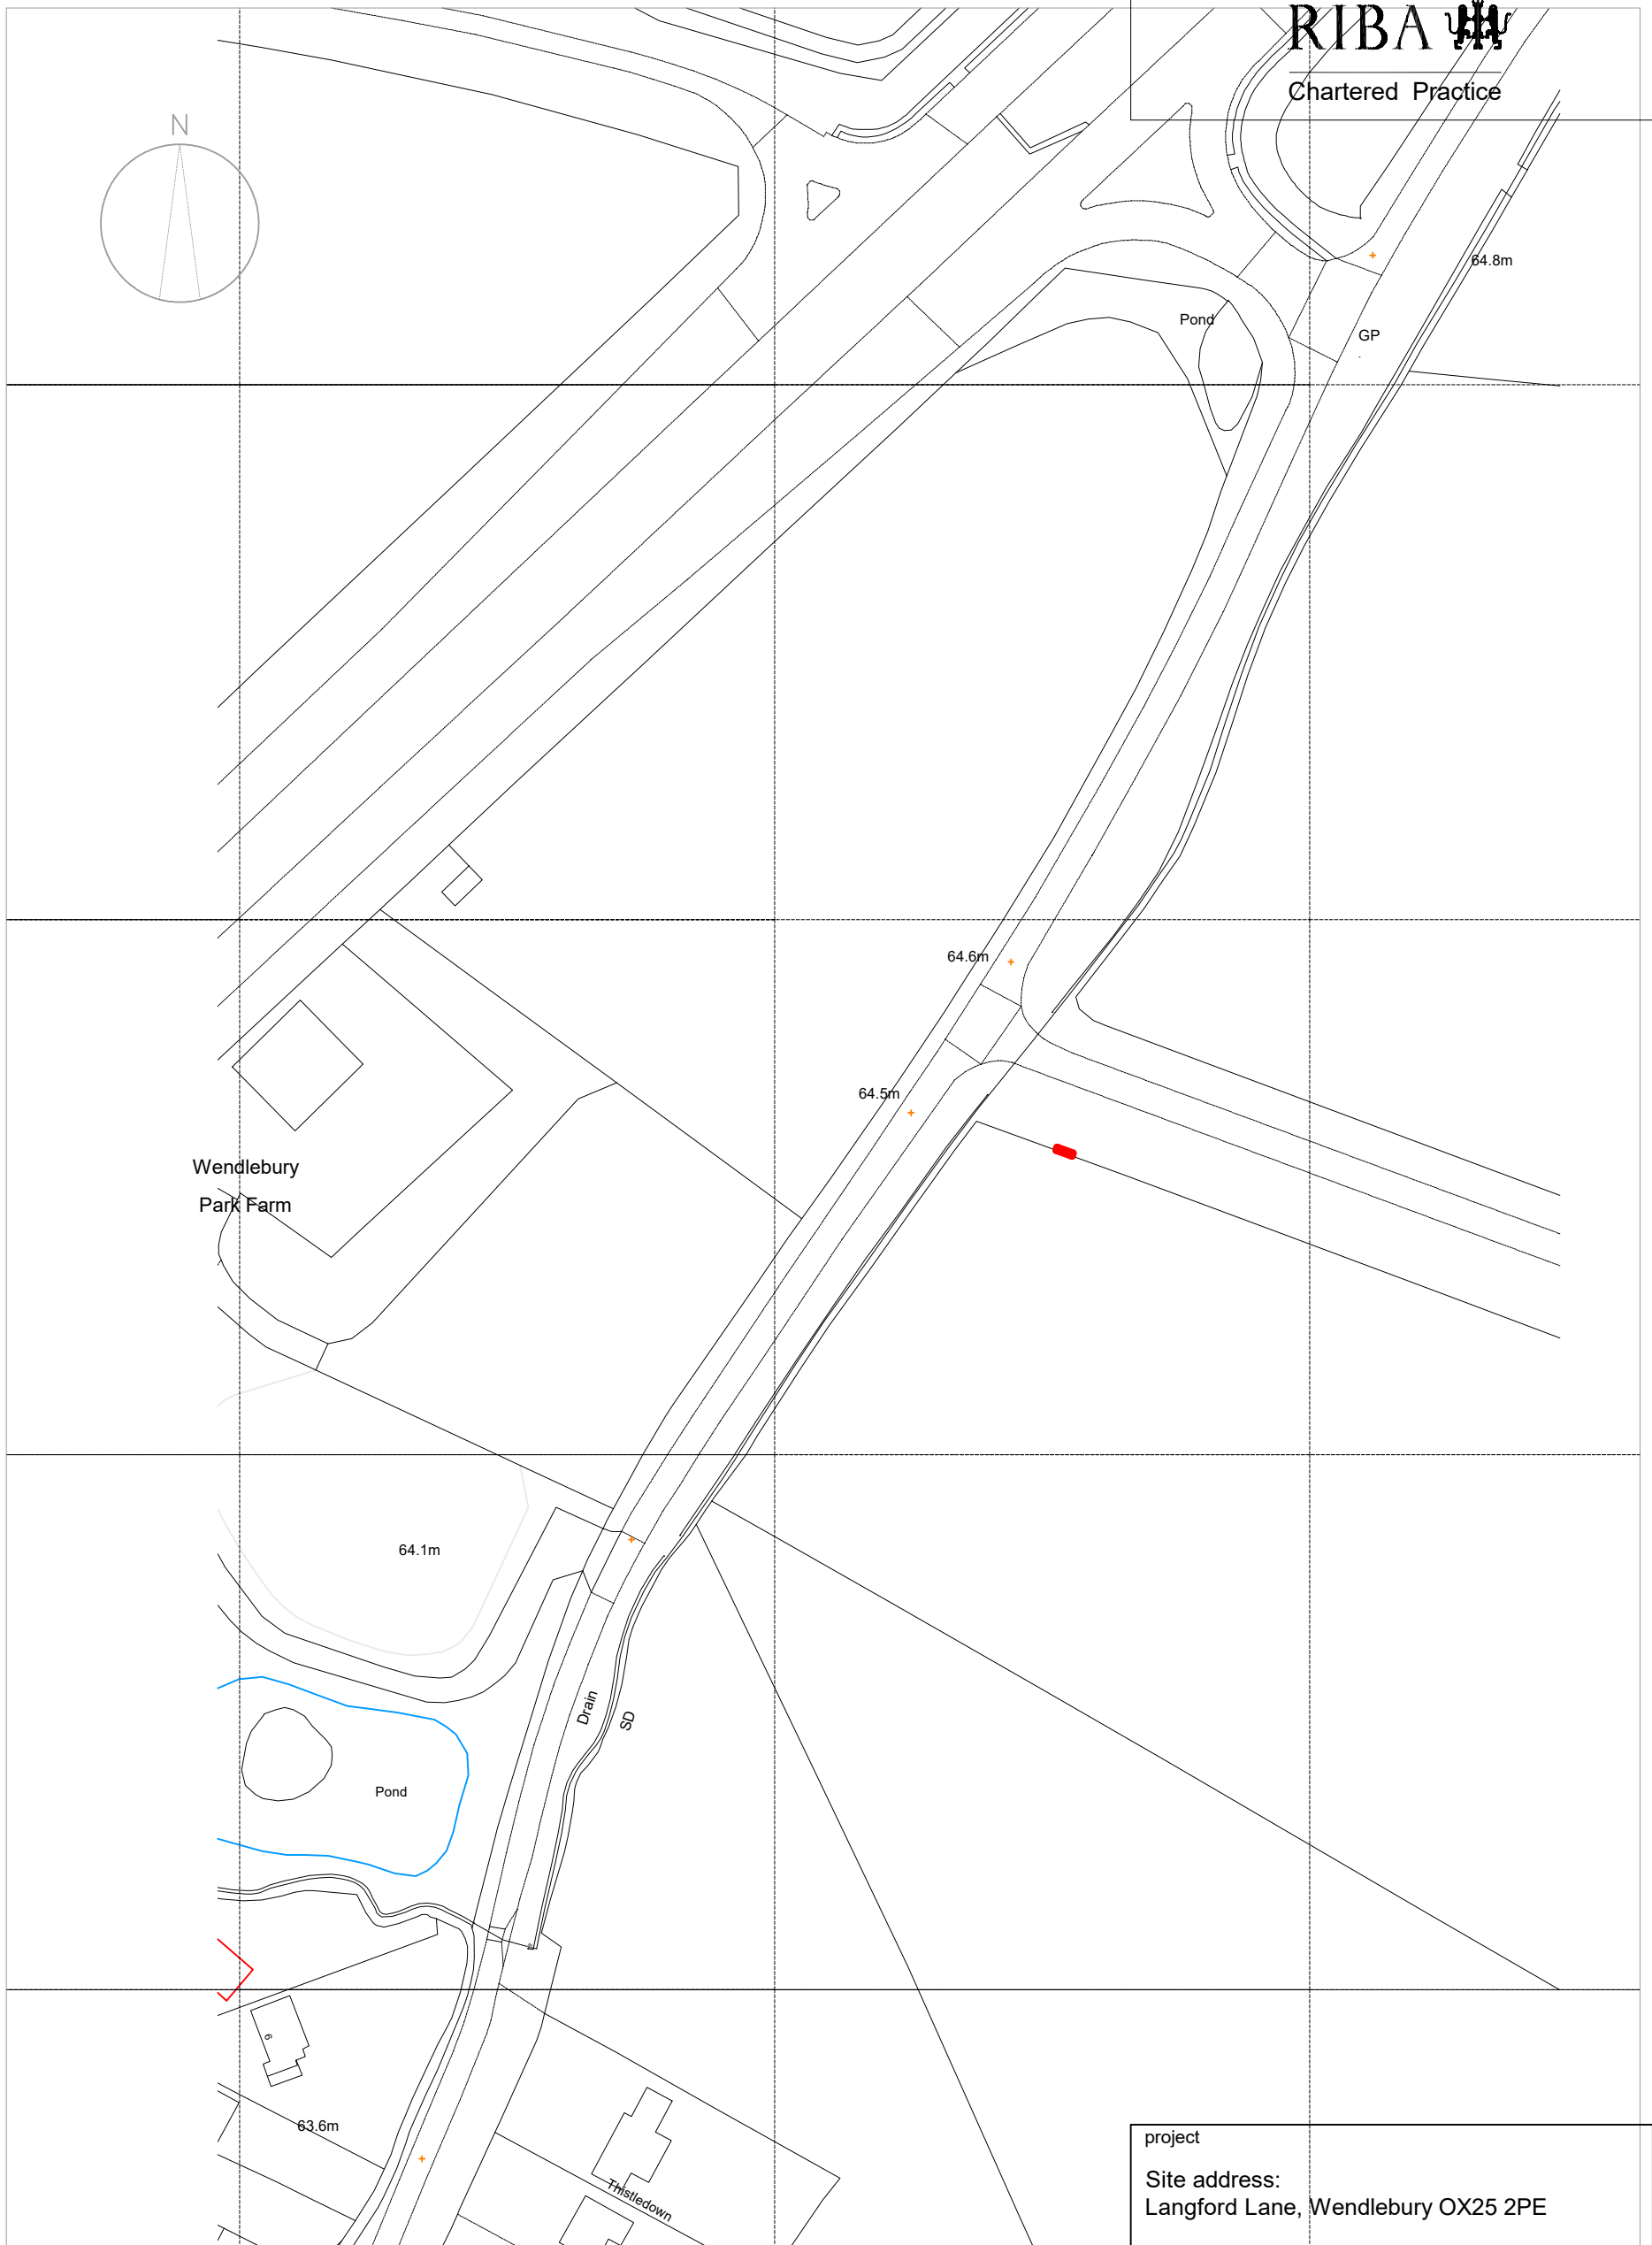 RIBA
Chartered Practice
N
64.8m
Pond
GP
64.6m
64.5m
Wendlebury
Park Farm
64.1m
Drain
SD
Pond
6
63.6m
Thistledown
project
Site address:
Langford Lane, Wendlebury OX25 2PE